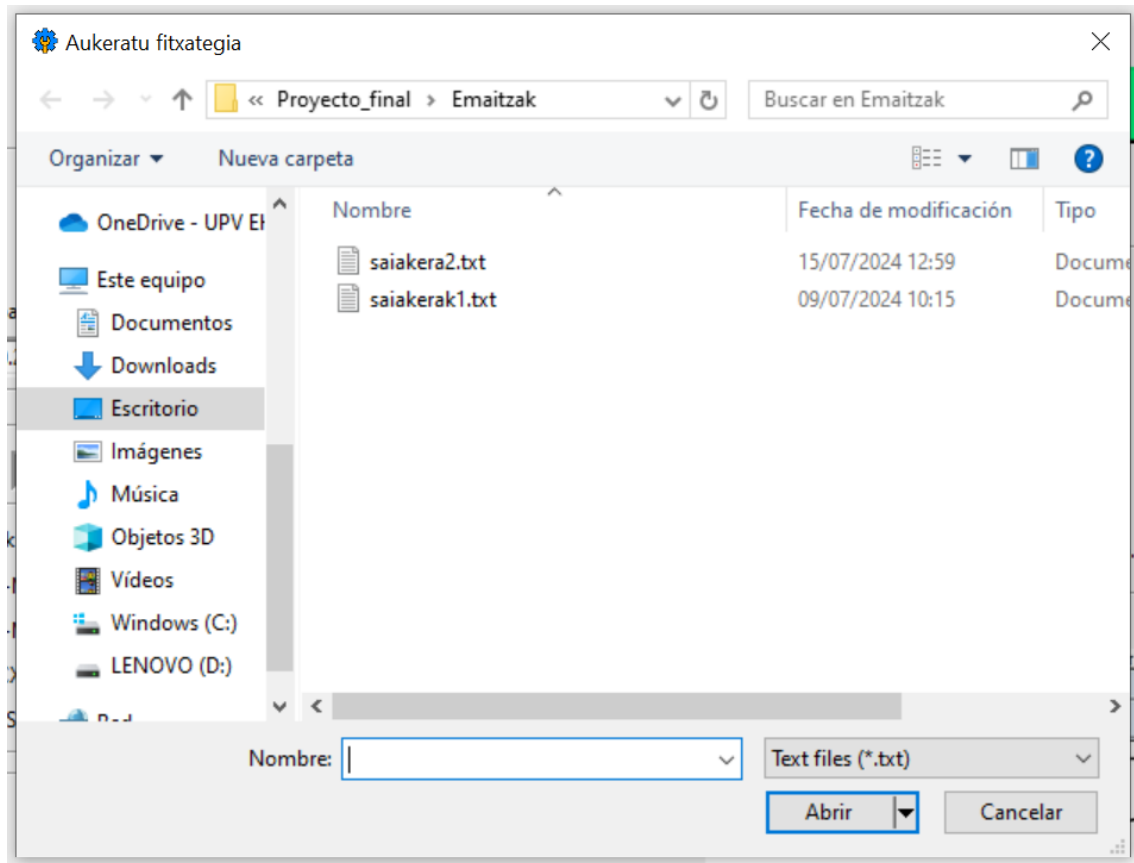 Aukeratu fitxategia
« Proyecto_final › Emaitzak
Buscar en Emaitzak
Organizar
Nueva carpeta
OneDrive - UPV
Este equipo
Documentos
Downloads
Escritorio
Imágenes
Música
Objetos 3D
Vídeos
Windows (C:)
LENOVO (D:)
Nombre Fecha de modificación Tipo
saiakera2.txt 15/07/2024 12:59 Docume
saiakerak1.txt 09/07/2024 10:15 Docume
Nombre:
Text files (*.txt)
Abrir Cancelar